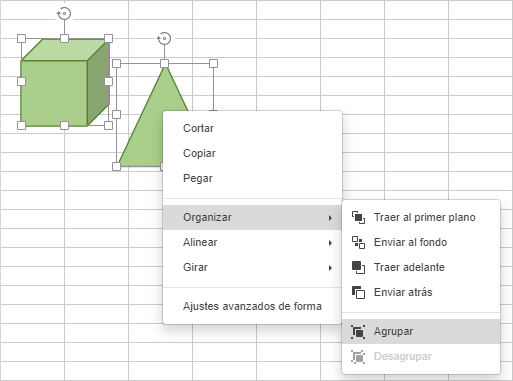 Cortar
Copiar
Pegar
Organizar
Alinear
Girar
Ajustes avanzados de forma
Traer al primer plano
Enviar al fondo
Traer adelante
Enviar atrás
Agrupar
Desagrupar